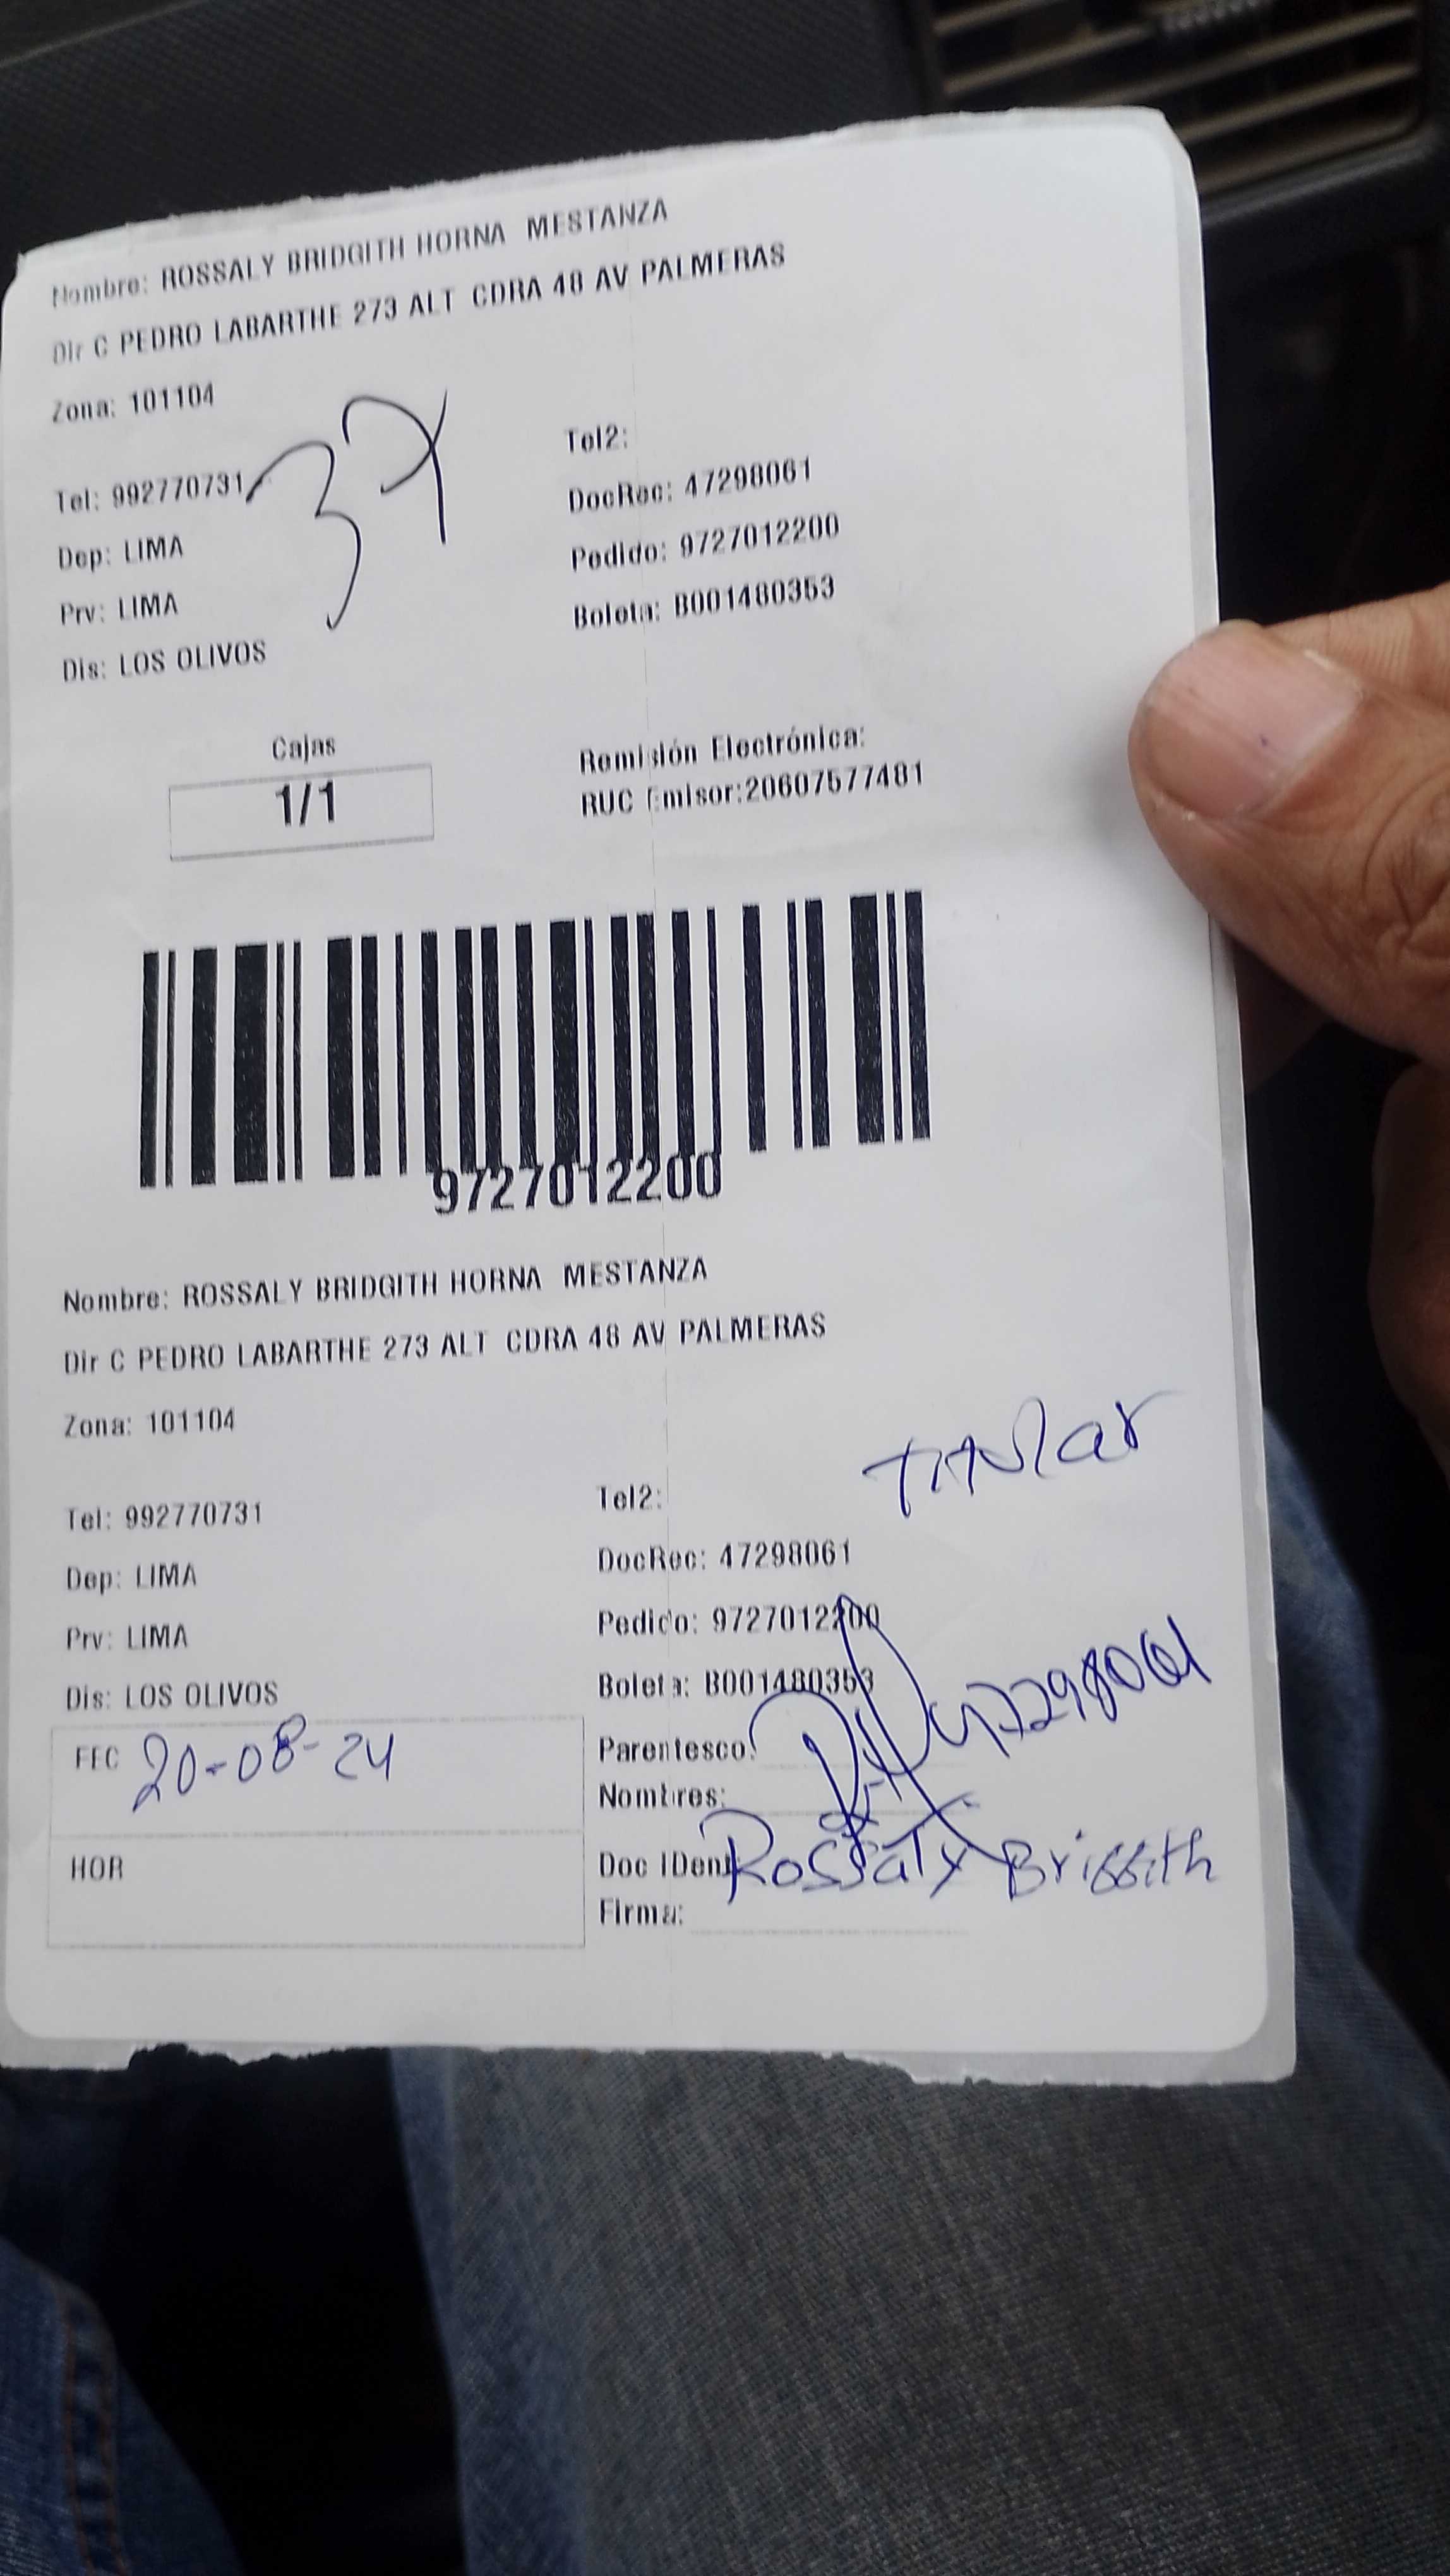 Nombre: ROSSALY BRIDGITH HORNA MESTANZA
Dir C PEDRO LABARTHE 273 ALT CDRA 48 AV PALMERAS
Zona: 101104
37
Tel: 992770731
Tel2:
Dep: LIMA
DocRec: 47298061
Prv: LIMA
Pedido: 9727012200
Dis: LOS OLIVOS
Boleta: B001480353
Cajas
1/1
Remisión Electrónica:
RUC Emisor:20607577481
9727012200
Nombre: ROSSALY BRIDGITH HORNA MESTANZA
Dir C PEDRO LABARTHE 273 ALT CDRA 48 AV PALMERAS
Zona: 101104
Titular
Tel: 992770731
Tel2:
Dep: LIMA
DocRec: 47298061
Prv: LIMA
Pedido: 9727012200
Dis: LOS OLIVOS
Boleta: B001480353
47298061
FEC 20-08-24
Parentesco:
Nombres:
HOR
Doc IDent
Rossaly Briggith
Firma: